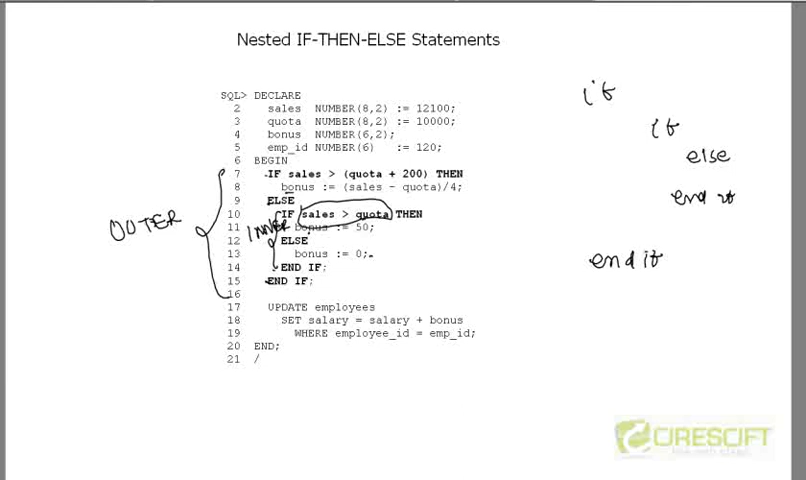 Nested IF-THEN-ELSE Statements
SQL> DECLARE
2 sales NUMBER(8,2) := 12100;
3 quota NUMBER(8,2) := 10000;
4 bonus NUMBER(6,2);
5 emp_id NUMBER(6) := 120;
6 BEGIN
7 IF sales > (quota + 200) THEN
8 bonus := (sales - quota)/4;
9 ELSE
10 IF sales > quota THEN
11 bonus := 50;
12 ELSE
13 bonus := 0;
14 END IF;
15 END IF;
16
17 UPDATE employees
18 SET salary = salary + bonus
19 WHERE employee_id = emp_id;
20 END;
21 /
OUTER
INNER
if
if
else
end if
end if
CIRESCIFT